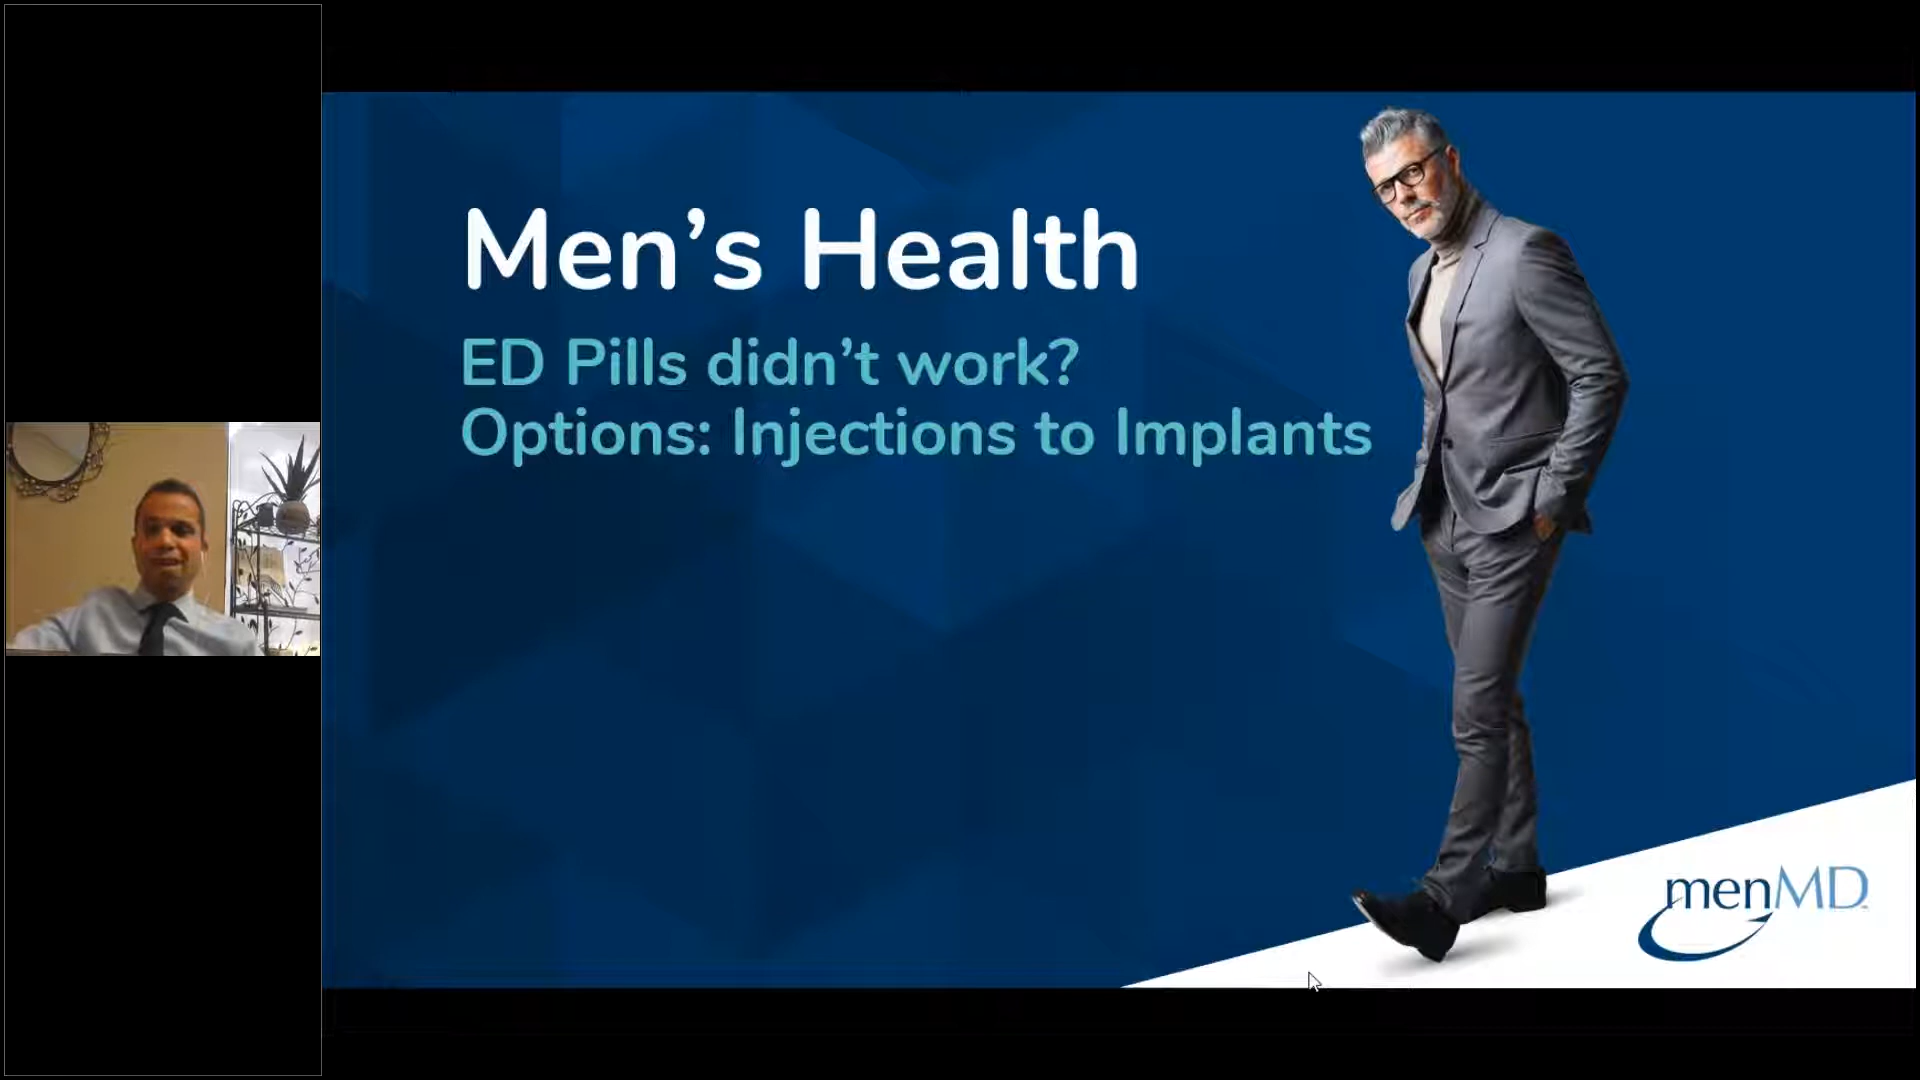 Men’s Health
ED Pills didn’t work?
Options: Injections to Implants
menMD